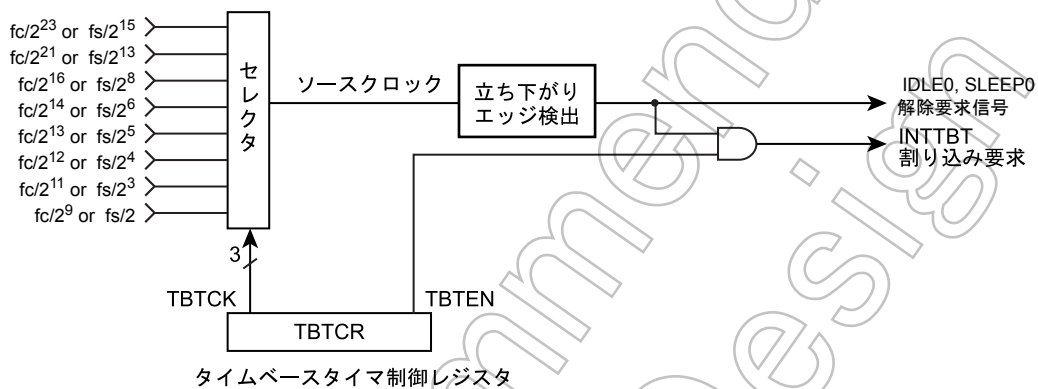 fc/2²³ or fs/2¹⁵
fc/2²¹ or fs/2¹³
fc/2¹⁶ or fs/2⁸
fc/2¹⁴ or fs/2⁶
fc/2¹³ or fs/2⁵
fc/2¹² or fs/2⁴
fc/2¹¹ or fs/2³
fc/2⁹ or fs/2
セレクタ
ソースクロック
立ち下がり
エッジ検出
IDLE0, SLEEP0
解除要求信号
INTTBT
割り込み要求
3
TBTCK
TBTEN
TBTCR
タイムベースタイマ制御レジスタ
mmend
Design